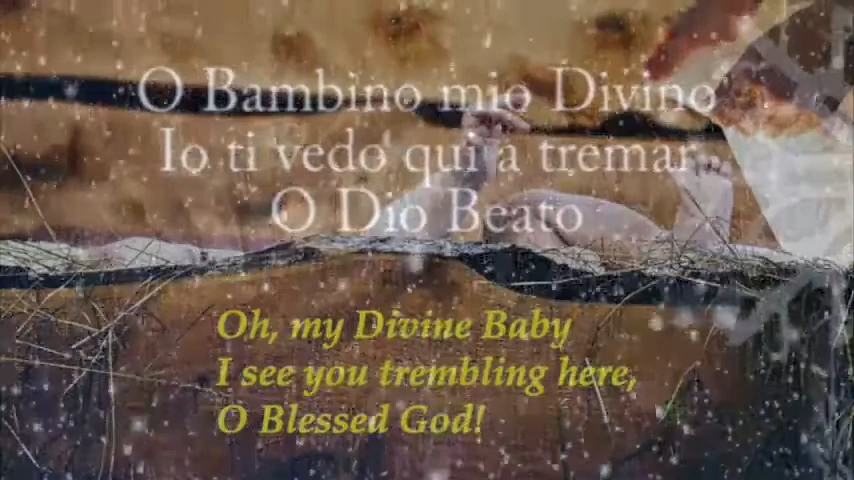 O Bambino mio Divino
Io ti vedo qui a tremar
O Dio Beato
Oh, my Divine Baby
I see you trembling here,
O Blessed God!